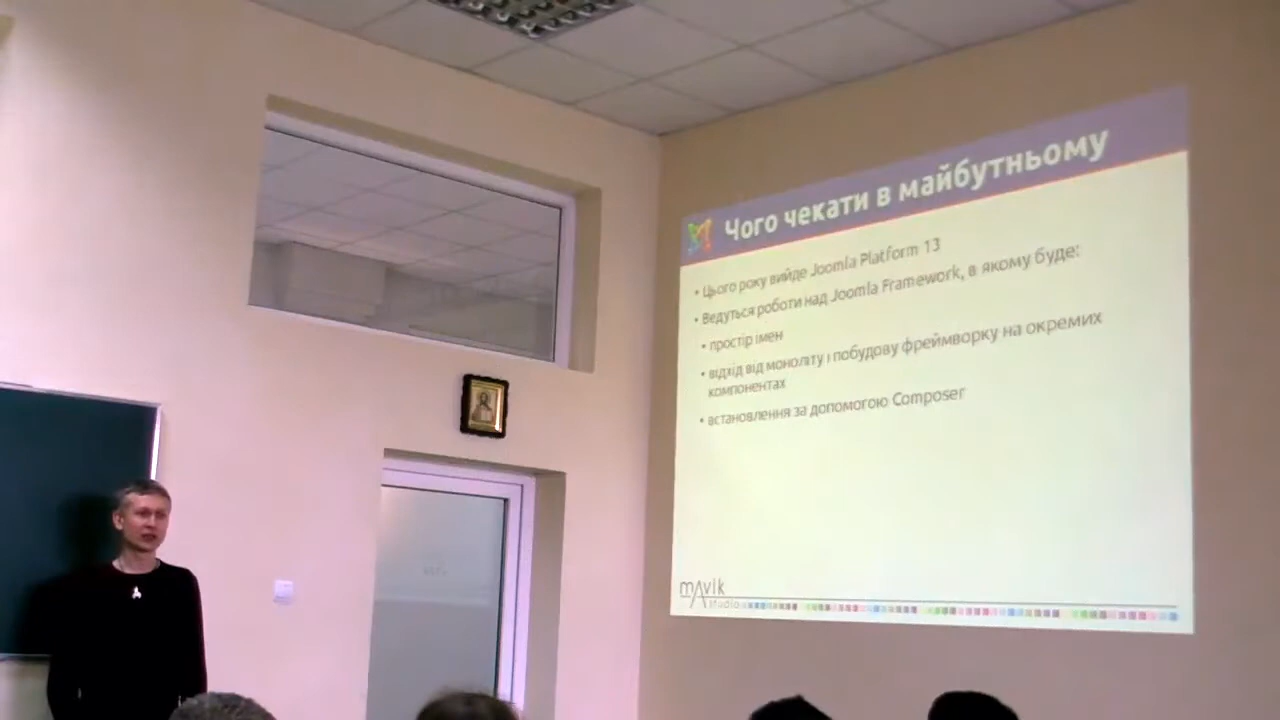 Чого чекати в майбутньому
• Цього року вийде Joomla Platform 13
• Ведуться роботи над Joomla Framework, в якому буде:
• простір імен
• відхід від моноліту і побудову фреймворку на окремих
компонентах
• встановлення за допомогою Composer
mAvik
studio